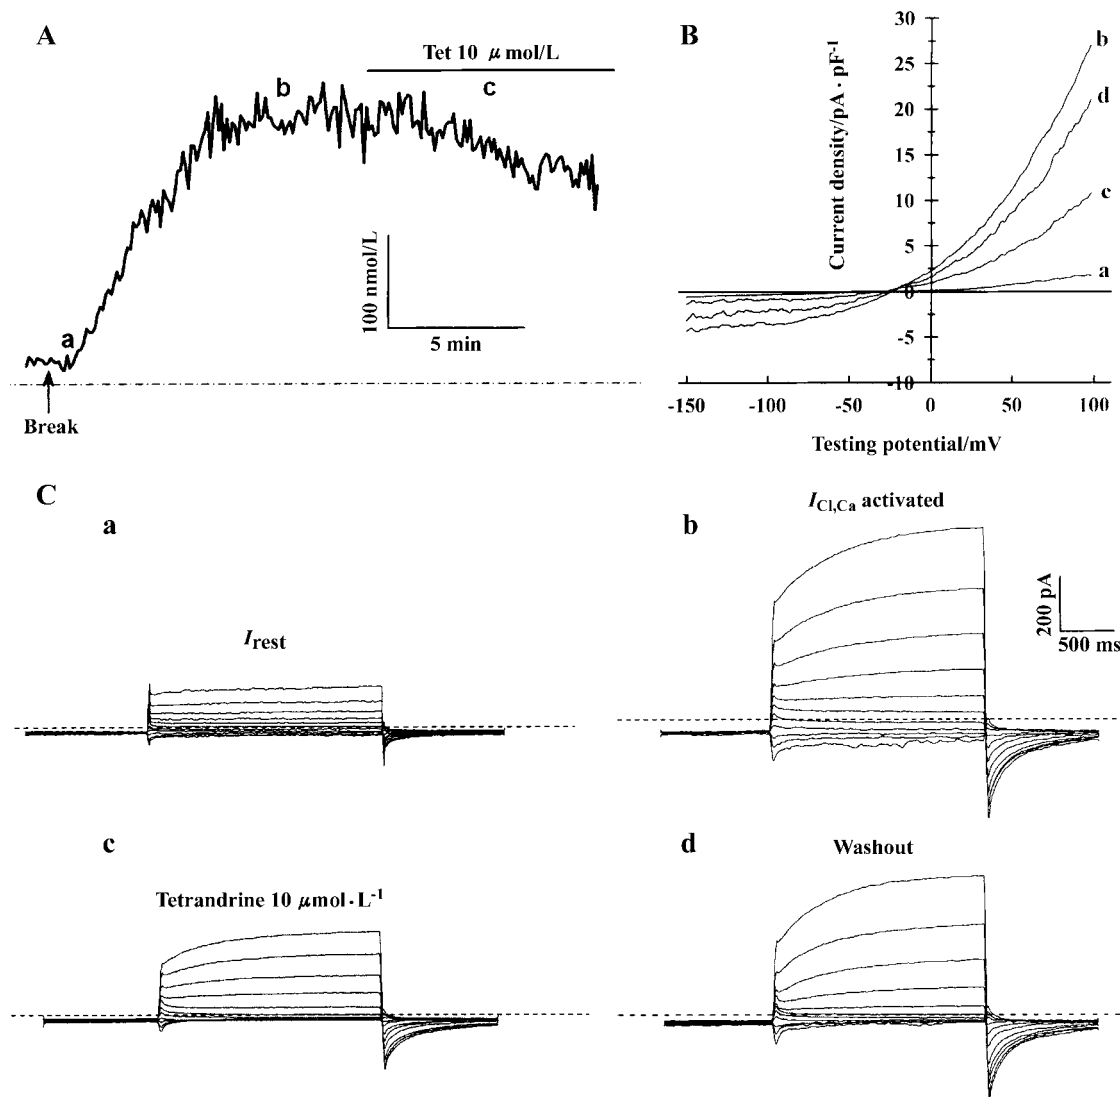 A
Tet 10 μmol/L
b
c
a
100 nmol/L
5 min
Break
B
Current density/pA · pF-1
30
25
20
15
10
5
0
-5
-10
b
d
c
a
-150
-100
-50
0
50
100
Testing potential/mV
C
a
Irest
b
ICl,Ca activated
200 pA
500 ms
c
Tetrandrine 10 μmol·L-1
d
Washout